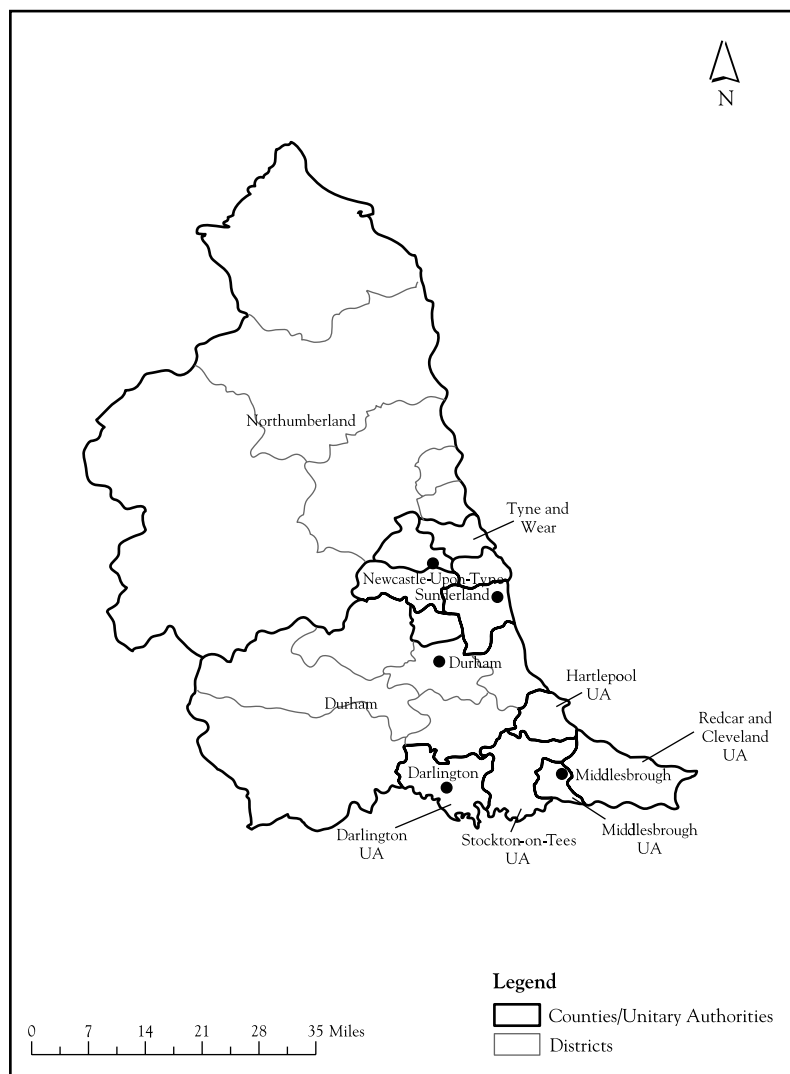 N
Northumberland
Tyne and
Wear
Newcastle-Upon-Tyne
Sunderland
Durham
Hartlepool
UA
Durham
Redcar and
Cleveland
UA
Darlington
Middlesbrough
Darlington
UA
Stockton-on-Tees
UA
Middlesbrough
UA
Legend
Counties/Unitary Authorities
Districts
0 7 14 21 28 35 Miles